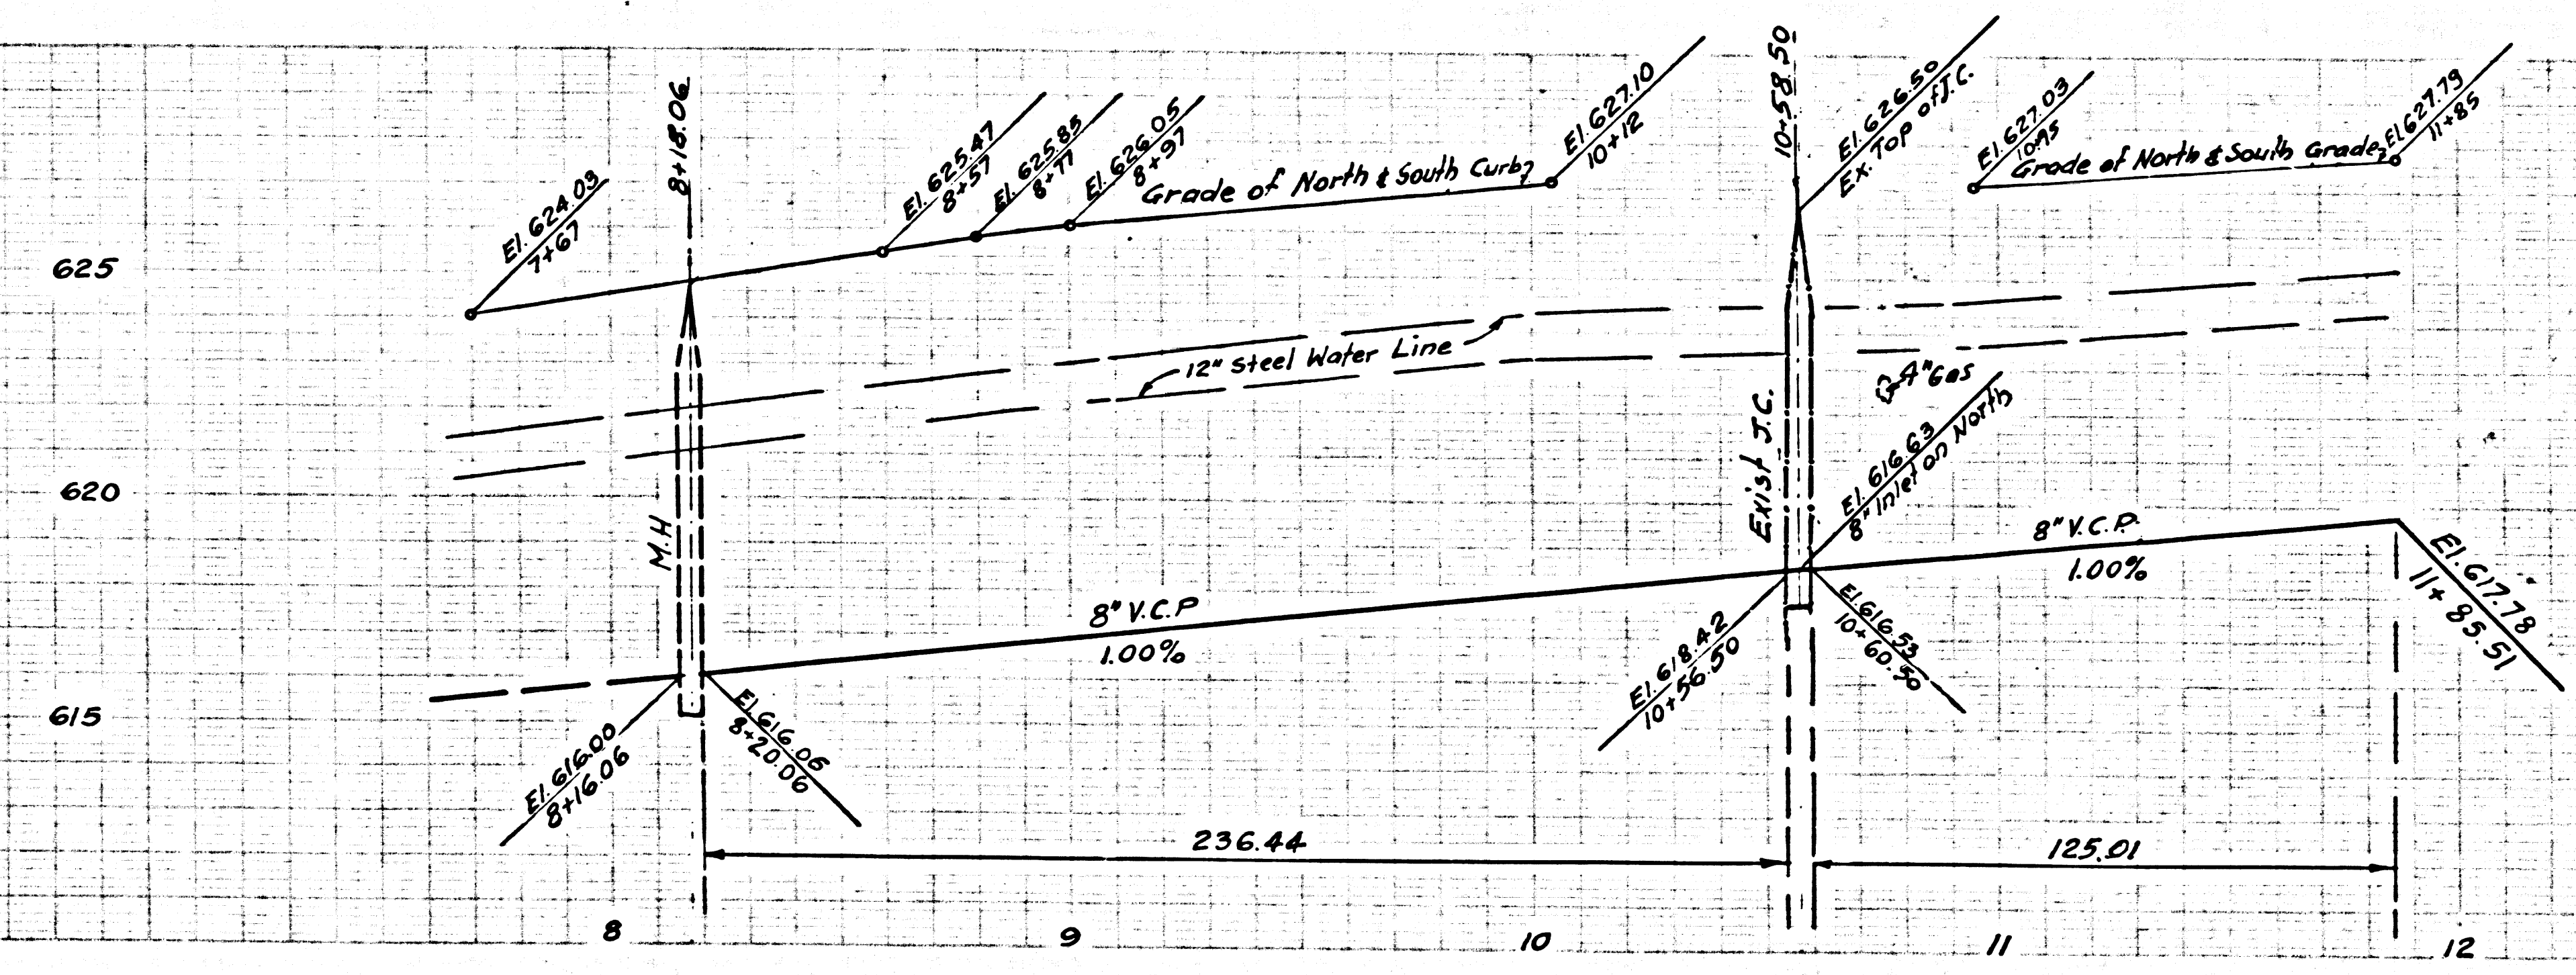 8+18.06
10+58.50
El. 624.03
7+67
El. 625.47
8+57
El. 625.85
8+77
El. 626.05
8+97
Grade of North & South Curb
El. 627.10
10+12
El. 626.50
Ex. Top of J.C.
El. 627.03
10+95
Grade of North & South Grade
El. 627.79
11+85
625
12" Steel Water Line
4" Gas
620
M.H
Exist J.C.
El. 616.63
8" Inlet on North
8" V.C.P
1.00%
8" V.C.P.
1.00%
El. 617.78
11+85.51
615
El. 616.00
8+16.06
El. 616.06
8+20.06
El. 618.42
10+56.50
El. 616.53
10+60.50
236.44
125.01
8
9
10
11
12